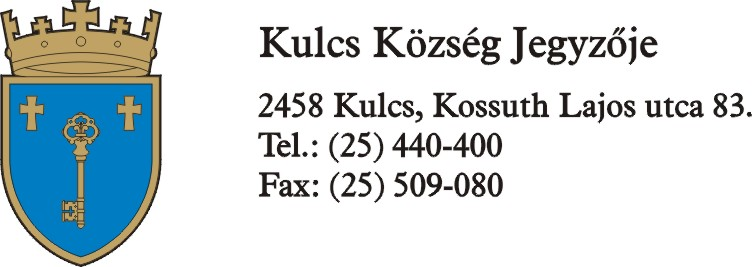 Kulcs Község Jegyzője
2458 Kulcs, Kossuth Lajos utca 83.
Tel.: (25) 440-400
Fax: (25) 509-080